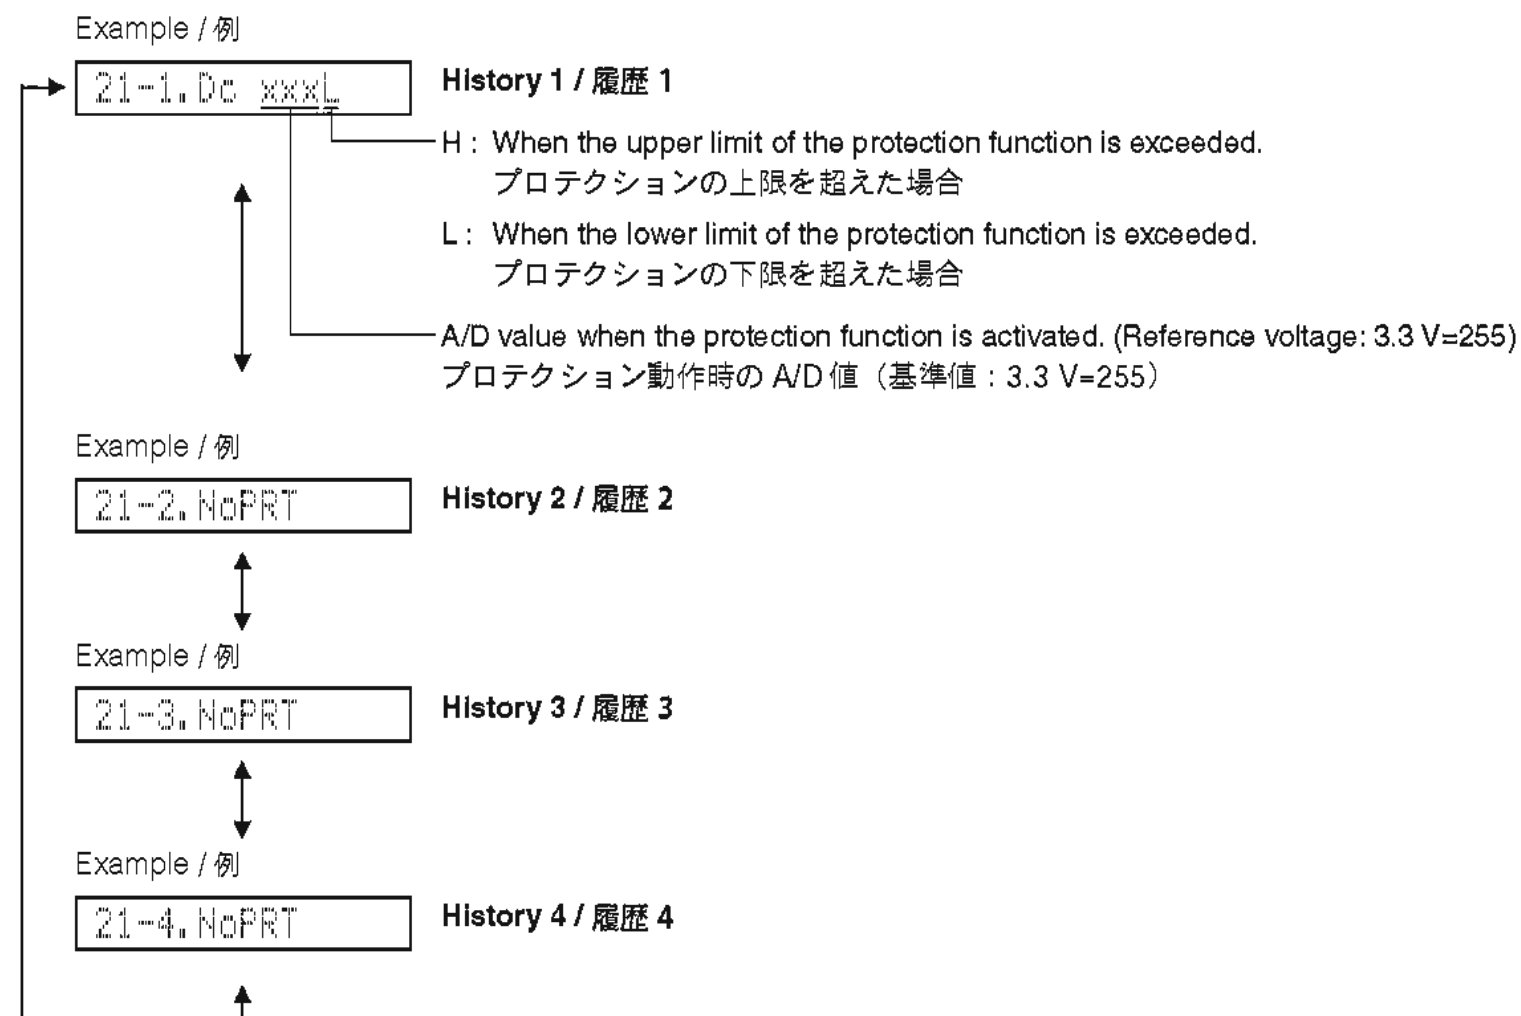 Example / 例
21-1.Dc xxxL
History 1 / 履歴 1
H : When the upper limit of the protection function is exceeded.
プロテクションの上限を超えた場合
L : When the lower limit of the protection function is exceeded.
プロテクションの下限を超えた場合
A/D value when the protection function is activated. (Reference voltage: 3.3 V=255)
プロテクション動作時の A/D 値（基準値 : 3.3 V=255）
Example / 例
21-2.NoPRT
History 2 / 履歴 2
Example / 例
21-3.NoPRT
History 3 / 履歴 3
Example / 例
21-4.NoPRT
History 4 / 履歴 4